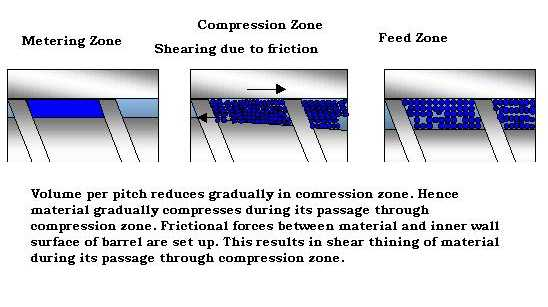 Compression Zone
Metering Zone
Shearing due to friction
Feed Zone
Volume per pitch reduces gradually in comression zone. Hence
material gradually compresses during its passage through
compression zone. Frictional forces between material and inner wall
surface of barrel are set up. This results in shear thining of material
during its passage through compression zone.